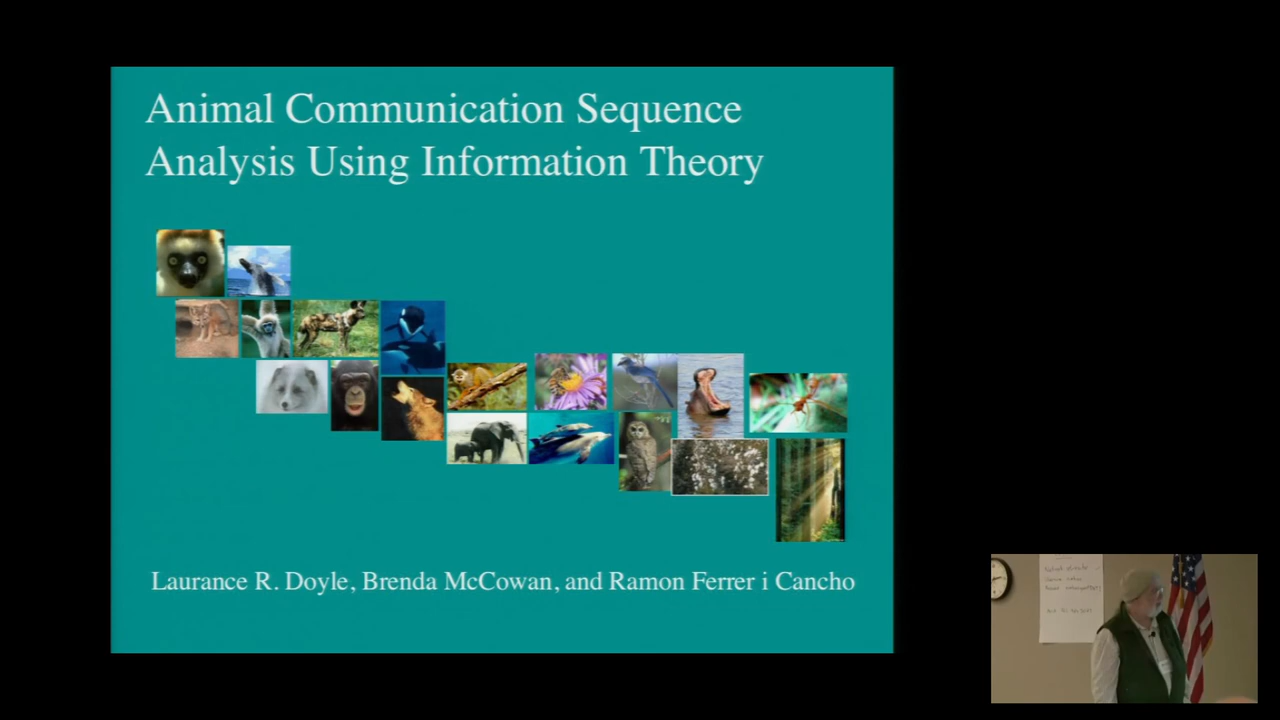 Animal Communication Sequence
Analysis Using Information Theory
Laurance R. Doyle, Brenda McCowan, and Ramon Ferrer i Cancho